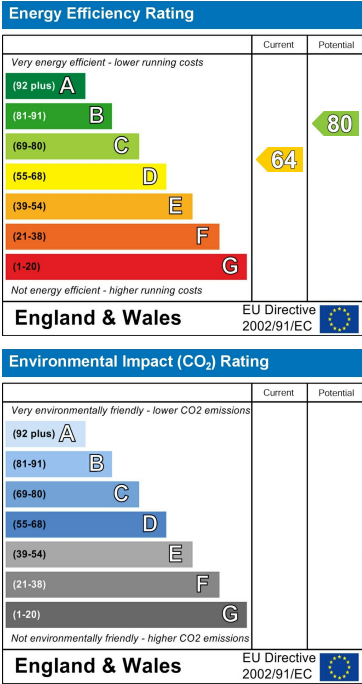 Energy Efficiency Rating
Current Potential
Very energy efficient - lower running costs
(92 plus) A
(81-91) B
80
(69-80) C
64
(55-68) D
(39-54) E
(21-38) F
(1-20) G
Not energy efficient - higher running costs
England & Wales
EU Directive
2002/91/EC
Environmental Impact (CO₂) Rating
Current Potential
Very environmentally friendly - lower CO2 emissions
(92 plus) A
(81-91) B
(69-80) C
(55-68) D
(39-54) E
(21-38) F
(1-20) G
Not environmentally friendly - higher CO2 emissions
England & Wales
EU Directive
2002/91/EC